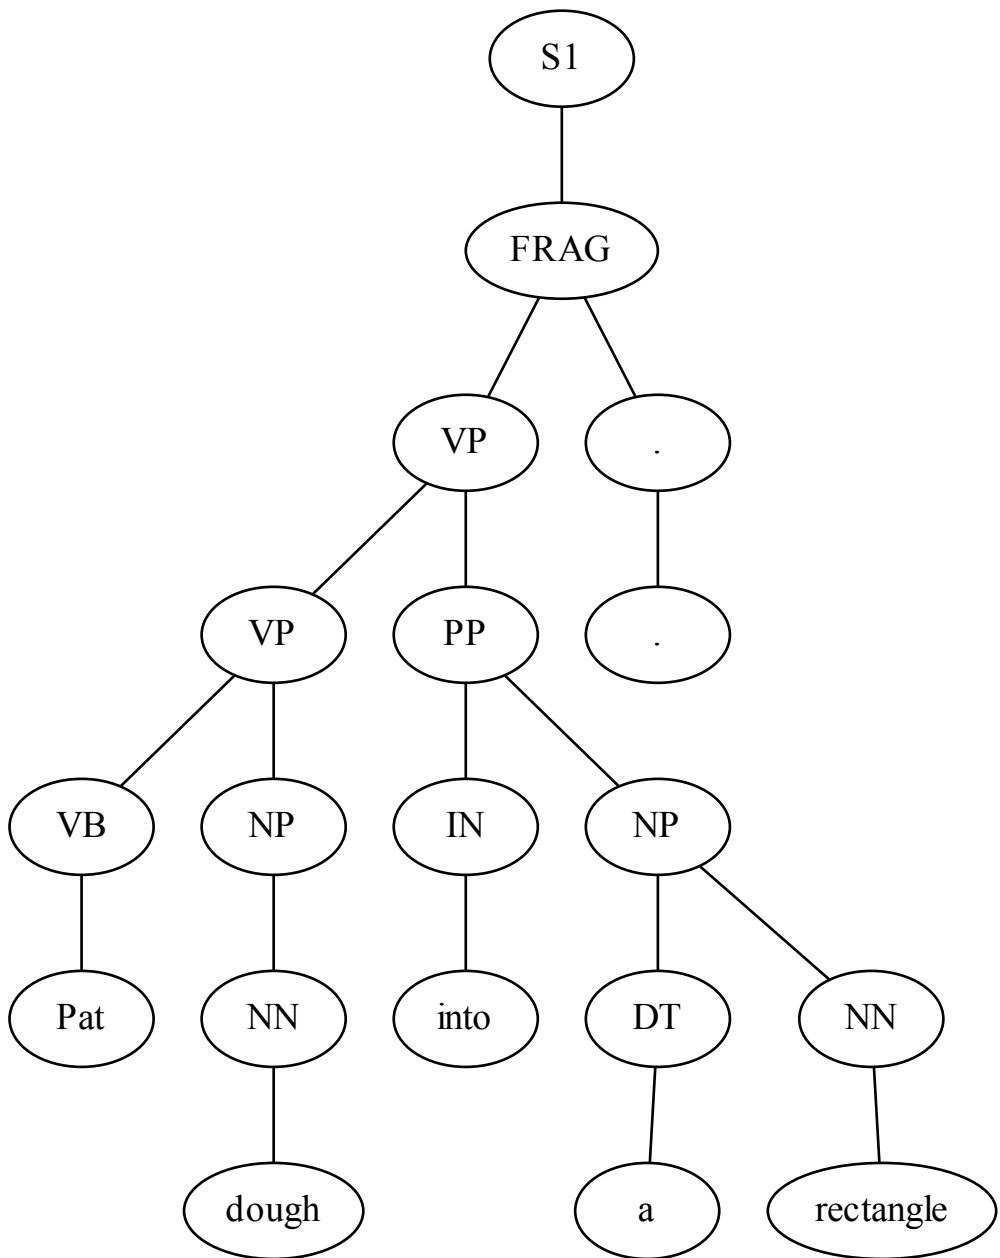 S1
FRAG
VP .
VP PP .
VB NP IN NP
Pat NN into DT NN
dough a rectangle